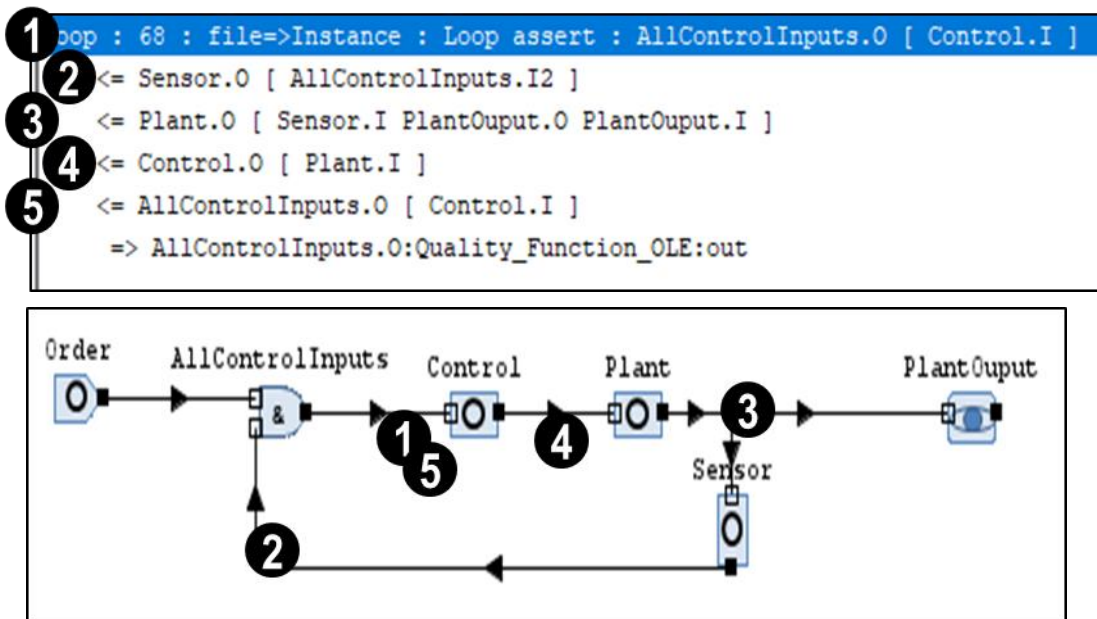 1 oop : 68 : file=>Instance : Loop assert : AllControlInputs.O [ Control.I ]
2 <= Sensor.O [ AllControlInputs.I2 ]
3 <= Plant.O [ Sensor.I PlantOuput.O PlantOuput.I ]
4 <= Control.O [ Plant.I ]
5 <= AllControlInputs.O [ Control.I ]
=> AllControlInputs.O:Quality_Function_OLE:out
Order AllControlInputs Control Plant PlantOuput
&
3
1
4
5
Sensor
2